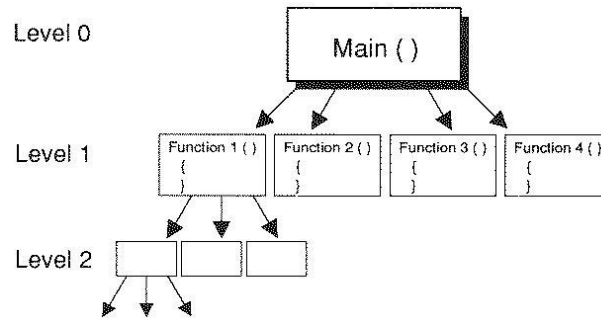 Level 0
Main ( )
Level 1
Function 1 ( )
{
}
Function 2 ( )
{
}
Function 3 ( )
{
}
Function 4 ( )
{
}
Level 2